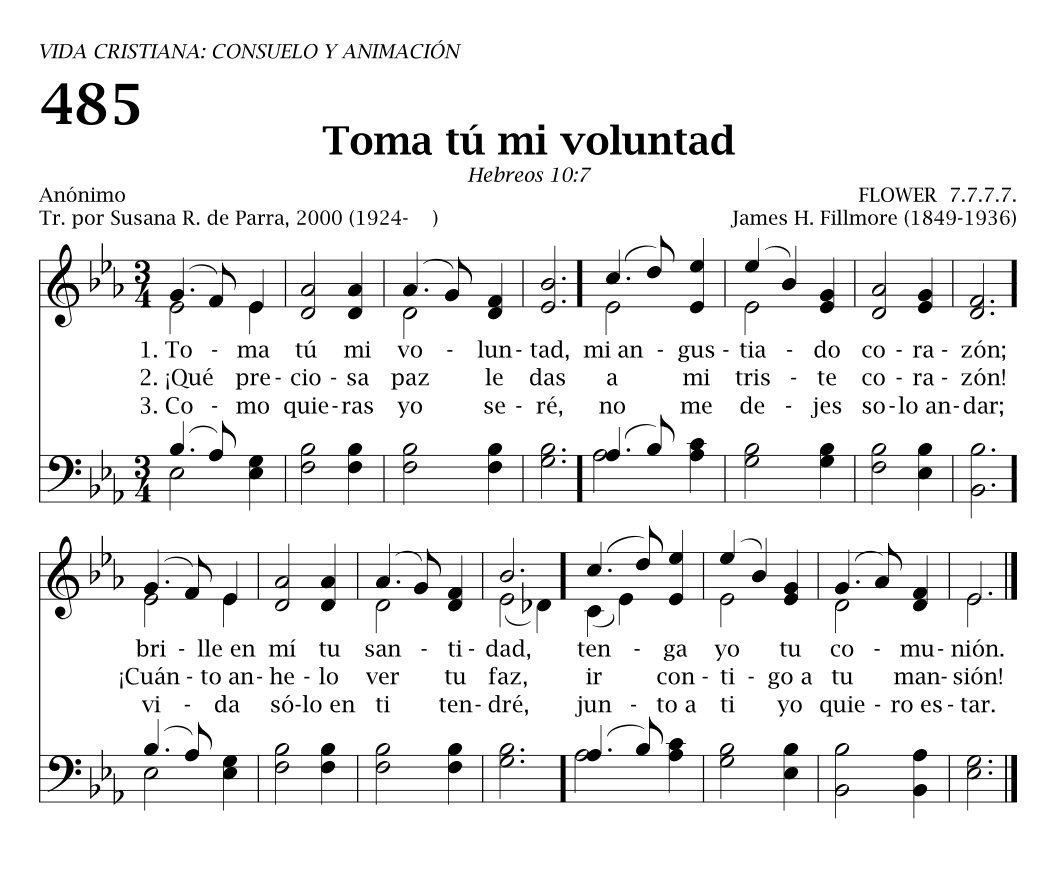 VIDA CRISTIANA: CONSUELO Y ANIMACIÓN
485
Toma tú mi voluntad
Hebreos 10:7
Anónimo
FLOWER 7.7.7.7.
Tr. por Susana R. de Parra, 2000 (1924-    )
James H. Fillmore (1849-1936)
3 4
1. To - ma tú mi vo - lun - tad, mi an - gus - tia - do co - ra - zón;
2. ¡Qué pre - cio - sa paz le das a mi tris - te co - ra - zón!
3. Co - mo quie - ras yo se - ré, no me de - jes so - lo an - dar;
3 4
bri - lle en mí tu san - ti - dad, ten - ga yo tu co - mu - nión.
¡Cuán - to an - he - lo ver tu faz, ir con - ti - go a tu man - sión!
vi - da só - lo en ti ten - dré, jun - to a ti yo quie - ro es - tar.